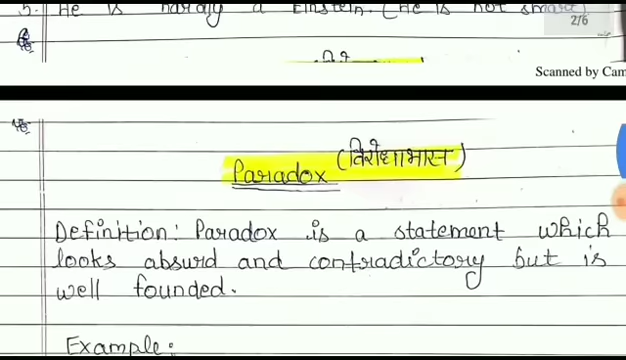 5. He is hardly a Einstein. (He is not smart)
2/6
Scanned by Cam
Paradox (विरोधाभास)
Definition: Paradox is a statement which
looks absurd and contradictory but is
well founded.
Example: